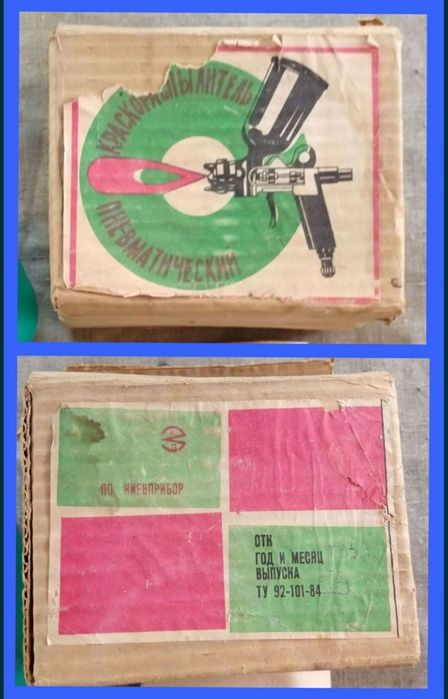 КРАСКОРАСПЫЛИТЕЛЬ
ПНЕВМАТИЧЕСКИЙ
ПО КИЕВПРИБОР
ОТК
ГОД И МЕСЯЦ
ВЫПУСКА
ТУ 92-101-84